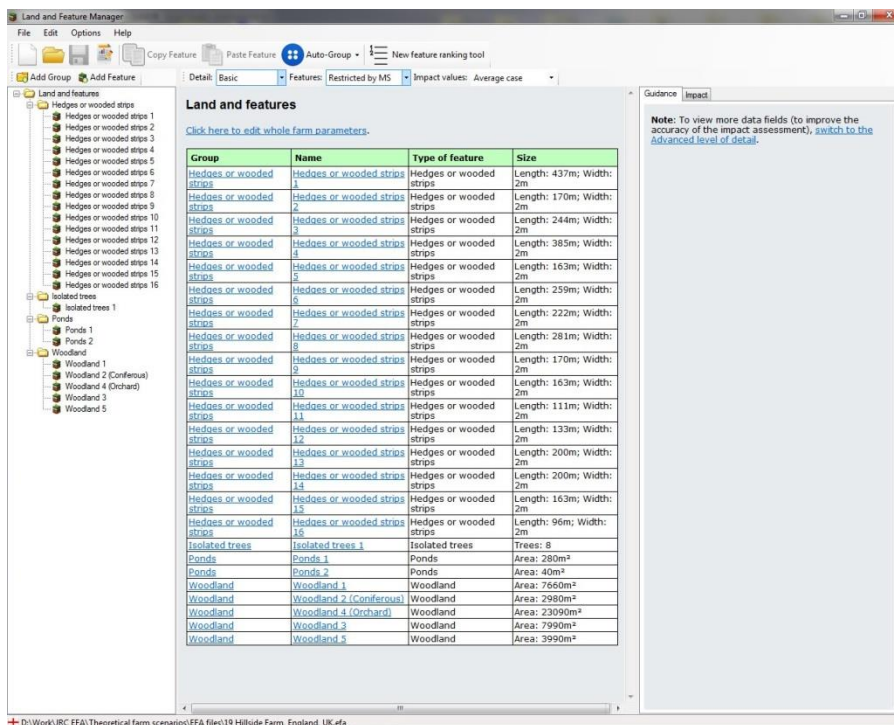 Land and Feature Manager
File Edit Options Help
Copy Feature Paste Feature Auto-Group New feature ranking tool
Add Group Add Feature Detail: Basic Features: Restricted by MS Impact values: Average case
Land and features
Hedges or wooded strips
Hedges or wooded strips 1
Hedges or wooded strips 2
Hedges or wooded strips 3
Hedges or wooded strips 4
Hedges or wooded strips 5
Hedges or wooded strips 6
Hedges or wooded strips 7
Hedges or wooded strips 8
Hedges or wooded strips 9
Hedges or wooded strips 10
Hedges or wooded strips 11
Hedges or wooded strips 12
Hedges or wooded strips 13
Hedges or wooded strips 14
Hedges or wooded strips 15
Hedges or wooded strips 16
Isolated trees
Isolated trees 1
Ponds
Ponds 1
Ponds 2
Woodland
Woodland 1
Woodland 2 (Coniferous)
Woodland 4 (Orchard)
Woodland 3
Woodland 5
Land and features
Click here to edit whole farm parameters.
Group Name Type of feature Size
Hedges or wooded Hedges or wooded strips Hedges or wooded Length: 437m; Width:
strips 1 strips 2m
Hedges or wooded Hedges or wooded strips Hedges or wooded Length: 170m; Width:
strips 2 strips 2m
Hedges or wooded Hedges or wooded strips Hedges or wooded Length: 244m; Width:
strips 3 strips 2m
Hedges or wooded Hedges or wooded strips Hedges or wooded Length: 385m; Width:
strips 4 strips 2m
Hedges or wooded Hedges or wooded strips Hedges or wooded Length: 163m; Width:
strips 5 strips 2m
Hedges or wooded Hedges or wooded strips Hedges or wooded Length: 259m; Width:
strips 6 strips 2m
Hedges or wooded Hedges or wooded strips Hedges or wooded Length: 222m; Width:
strips 7 strips 2m
Hedges or wooded Hedges or wooded strips Hedges or wooded Length: 281m; Width:
strips 8 strips 2m
Hedges or wooded Hedges or wooded strips Hedges or wooded Length: 170m; Width:
strips 9 strips 2m
Hedges or wooded Hedges or wooded strips Hedges or wooded Length: 163m; Width:
strips 10 strips 2m
Hedges or wooded Hedges or wooded strips Hedges or wooded Length: 111m; Width:
strips 11 strips 2m
Hedges or wooded Hedges or wooded strips Hedges or wooded Length: 133m; Width:
strips 12 strips 2m
Hedges or wooded Hedges or wooded strips Hedges or wooded Length: 200m; Width:
strips 13 strips 2m
Hedges or wooded Hedges or wooded strips Hedges or wooded Length: 200m; Width:
strips 14 strips 2m
Hedges or wooded Hedges or wooded strips Hedges or wooded Length: 163m; Width:
strips 15 strips 2m
Hedges or wooded Hedges or wooded strips Hedges or wooded Length: 96m; Width:
strips 16 strips 2m
Isolated trees Isolated trees 1 Isolated trees Trees: 8
Ponds Ponds 1 Ponds Area: 280m²
Ponds Ponds 2 Ponds Area: 40m²
Woodland Woodland 1 Woodland Area: 7660m²
Woodland Woodland 2 (Coniferous) Woodland Area: 2980m²
Woodland Woodland 4 (Orchard) Woodland Area: 23090m²
Woodland Woodland 3 Woodland Area: 7990m²
Woodland Woodland 5 Woodland Area: 3990m²
Guidance Impact
Note: To view more data fields (to improve the
accuracy of the impact assessment), switch to the
Advanced level of detail.
D:\Work\JRC EFA\Theoretical farm scenarios\EFA files\19 Hillside Farm, England, UK.efa